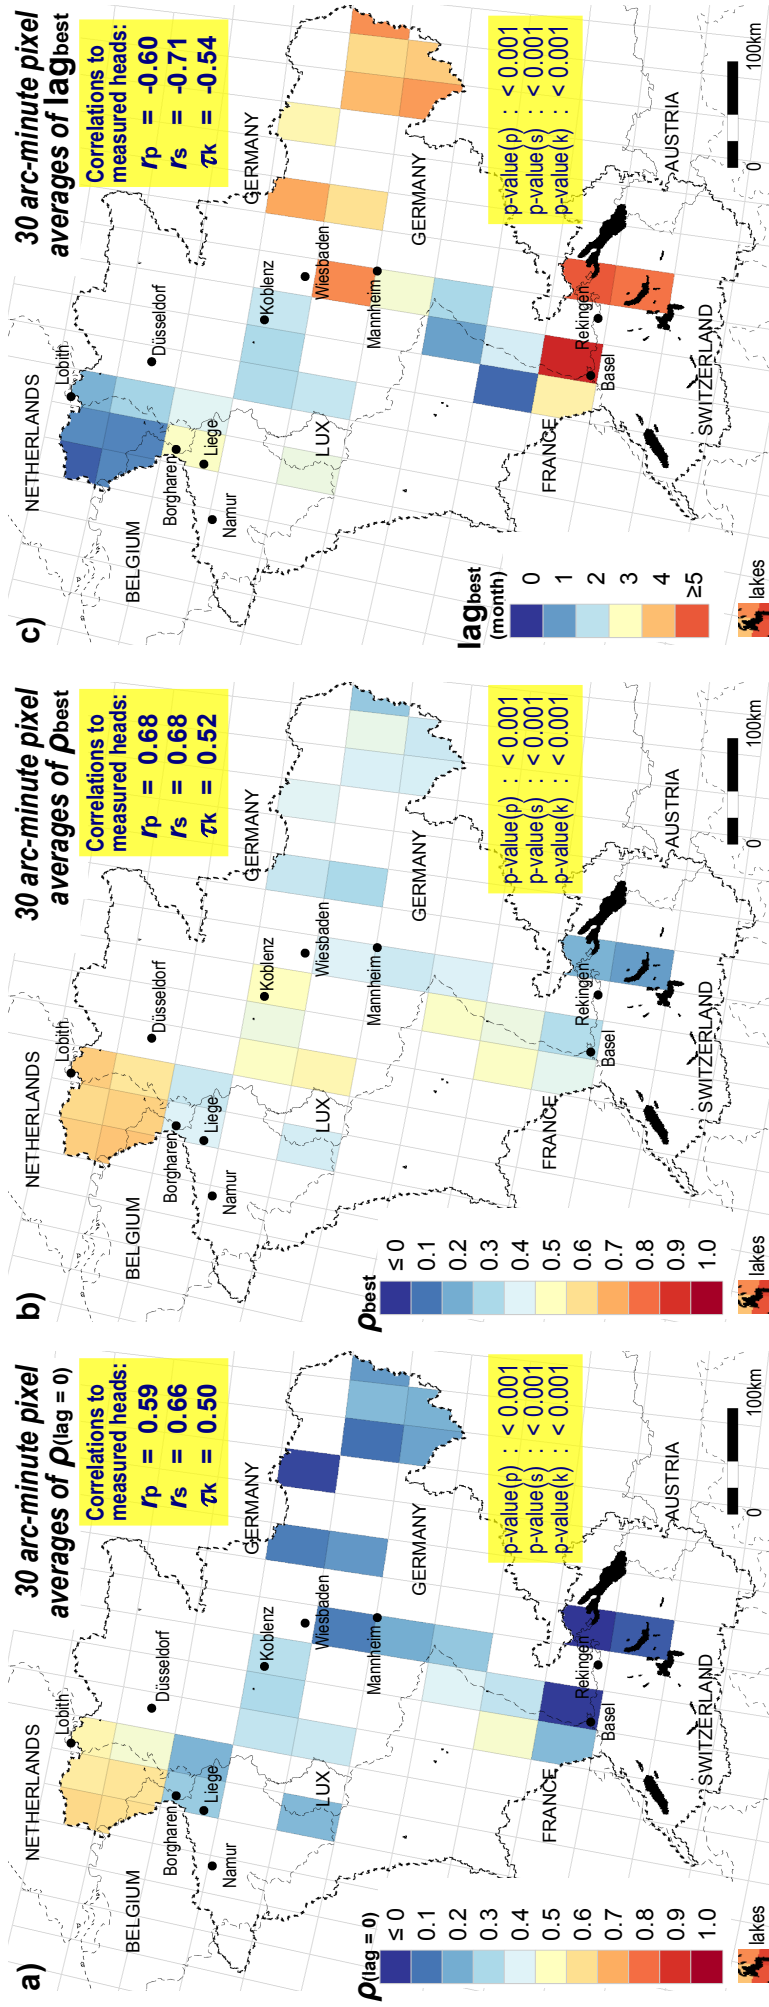 a)
30 arc-minute pixel
averages of ρ(lag = 0)
Correlations to
measured heads:
rp = 0.59
rs = 0.66
τk = 0.50
NETHERLANDS
Lobith
Düsseldorf
BELGIUM
Borgharen
Liege
Namur
GERMANY
Koblenz
Wiesbaden
LUX
Mannheim
GERMANY
p-value(p) : < 0.001
p-value(s) : < 0.001
p-value(k) : < 0.001
FRANCE
Rekingen
Basel
AUSTRIA
SWITZERLAND
ρ(lag = 0)
≤ 0
0.1
0.2
0.3
0.4
0.5
0.6
0.7
0.8
0.9
1.0
lakes
0 100km
b)
30 arc-minute pixel
averages of ρbest
Correlations to
measured heads:
rp = 0.68
rs = 0.68
τk = 0.52
NETHERLANDS
Lobith
Düsseldorf
BELGIUM
Borgharen
Liege
Namur
GERMANY
Koblenz
Wiesbaden
LUX
Mannheim
GERMANY
p-value(p) : < 0.001
p-value(s) : < 0.001
p-value(k) : < 0.001
FRANCE
Rekingen
Basel
AUSTRIA
SWITZERLAND
ρbest
≤ 0
0.1
0.2
0.3
0.4
0.5
0.6
0.7
0.8
0.9
1.0
lakes
0 100km
c)
30 arc-minute pixel
averages of lagbest
Correlations to
measured heads:
rp = -0.60
rs = -0.71
τk = -0.54
NETHERLANDS
Lobith
Düsseldorf
BELGIUM
Borgharen
Liege
Namur
GERMANY
Koblenz
Wiesbaden
LUX
Mannheim
GERMANY
p-value(p) : < 0.001
p-value(s) : < 0.001
p-value(k) : < 0.001
FRANCE
Rekingen
Basel
AUSTRIA
SWITZERLAND
lagbest
(month)
0
1
2
3
4
≥5
lakes
0 100km